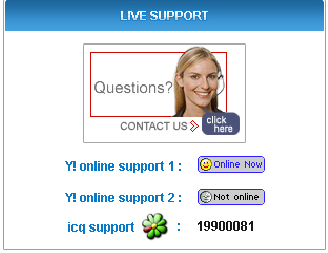 LIVE SUPPORT
Questions?
CONTACT US
click
here
Y! online support 1 : Online Now
Y! online support 2 : Not online
icq support : 19900081